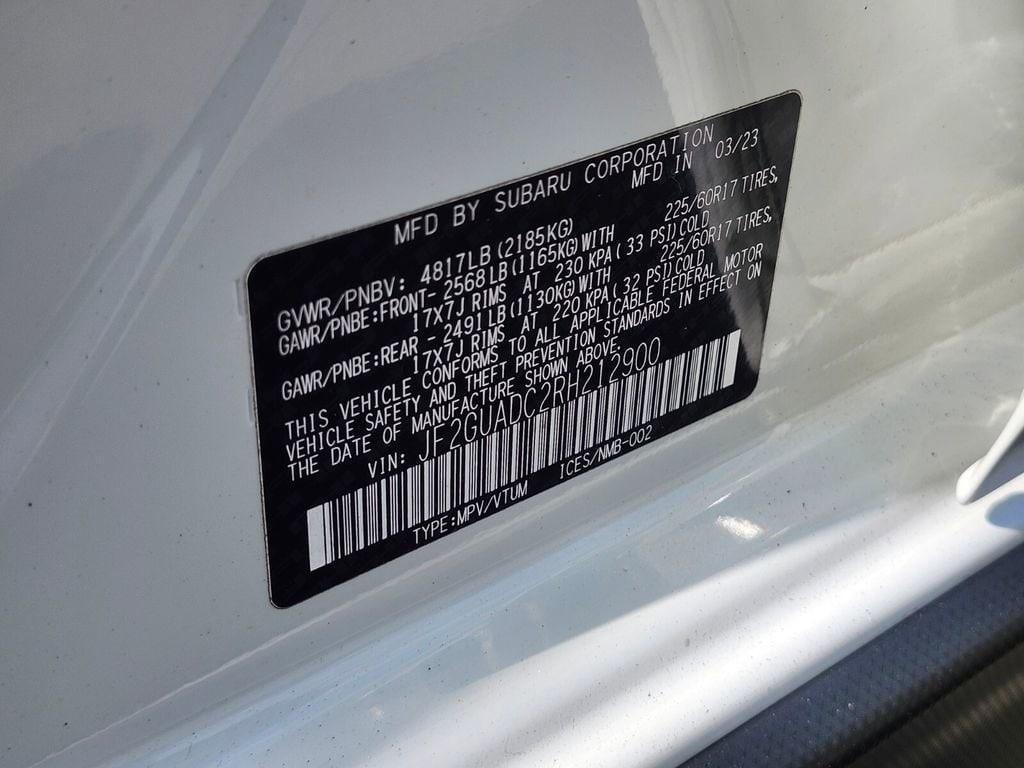 MFD BY SUBARU CORPORATION
MFD IN 03/23
GVWR/PNBV: 4817LB (2185KG)
GAWR/PNBE:FRONT- 2568LB(1165KG)WITH 225/60R17 TIRES,
17X7J RIMS AT 230 KPA( 33 PSI)COLD
GAWR/PNBE:REAR - 2491LB(1130KG)WITH 225/60R17 TIRES,
17X7J RIMS AT 220 KPA( 32 PSI)COLD
THIS VEHICLE CONFORMS TO ALL APPLICABLE FEDERAL MOTOR
VEHICLE SAFETY AND THEFT PREVENTION STANDARDS IN EFFECT ON
THE DATE OF MANUFACTURE SHOWN ABOVE.
VIN: JF2GUADC2RH212900
TYPE:MPV/VTUM ICES/NMB-002